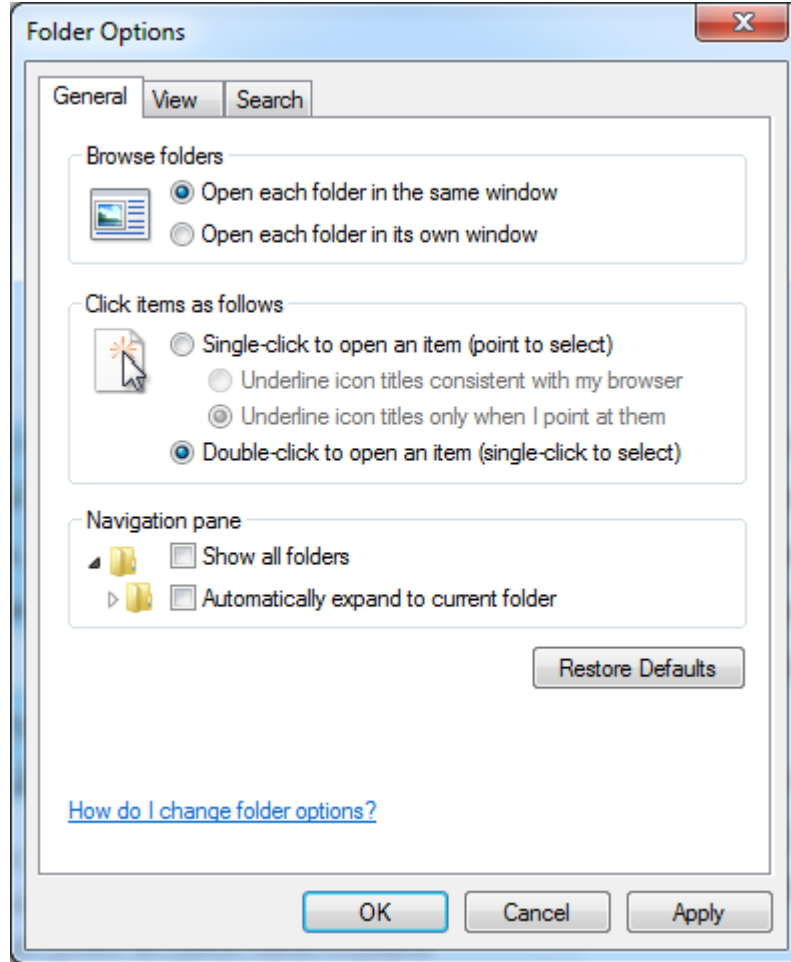 Folder Options
General View Search
Browse folders
Open each folder in the same window
Open each folder in its own window
Click items as follows
Single-click to open an item (point to select)
Underline icon titles consistent with my browser
Underline icon titles only when I point at them
Double-click to open an item (single-click to select)
Navigation pane
Show all folders
Automatically expand to current folder
Restore Defaults
How do I change folder options?
OK Cancel Apply